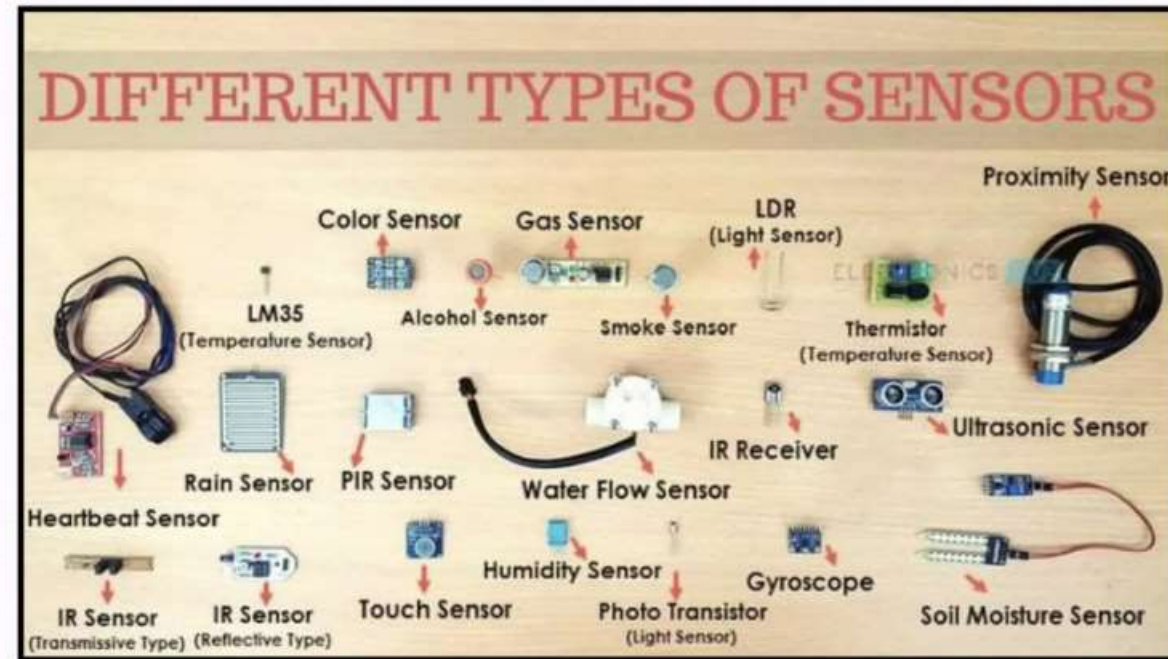 DIFFERENT TYPES OF SENSORS
Proximity Sensor
Color Sensor
Gas Sensor
LDR
(Light Sensor)
ELECTRONICS
LM35
(Temperature Sensor)
Alcohol Sensor
Smoke Sensor
Thermistor
(Temperature Sensor)
Heartbeat Sensor
Rain Sensor
PIR Sensor
Water Flow Sensor
IR Receiver
Ultrasonic Sensor
IR Sensor
(Transmissive Type)
IR Sensor
(Reflective Type)
Touch Sensor
Humidity Sensor
Photo Transistor
(Light Sensor)
Gyroscope
Soil Moisture Sensor